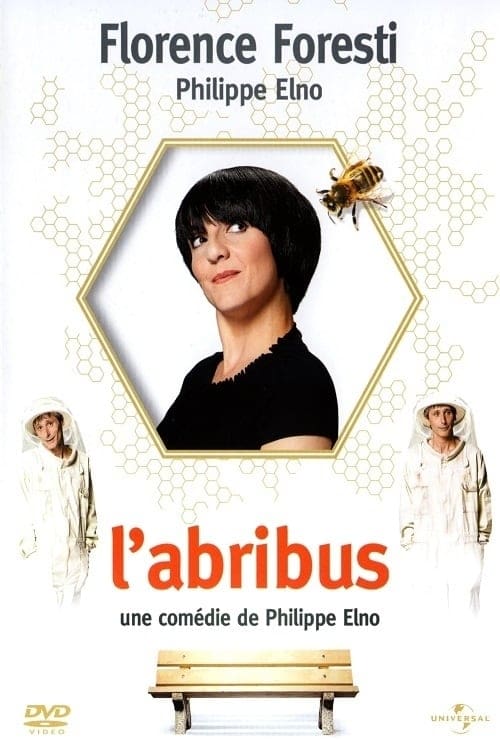 Florence Foresti
Philippe Elno
l'abribus
une comédie de Philippe Elno
DVD
VIDEO
UNIVERSAL